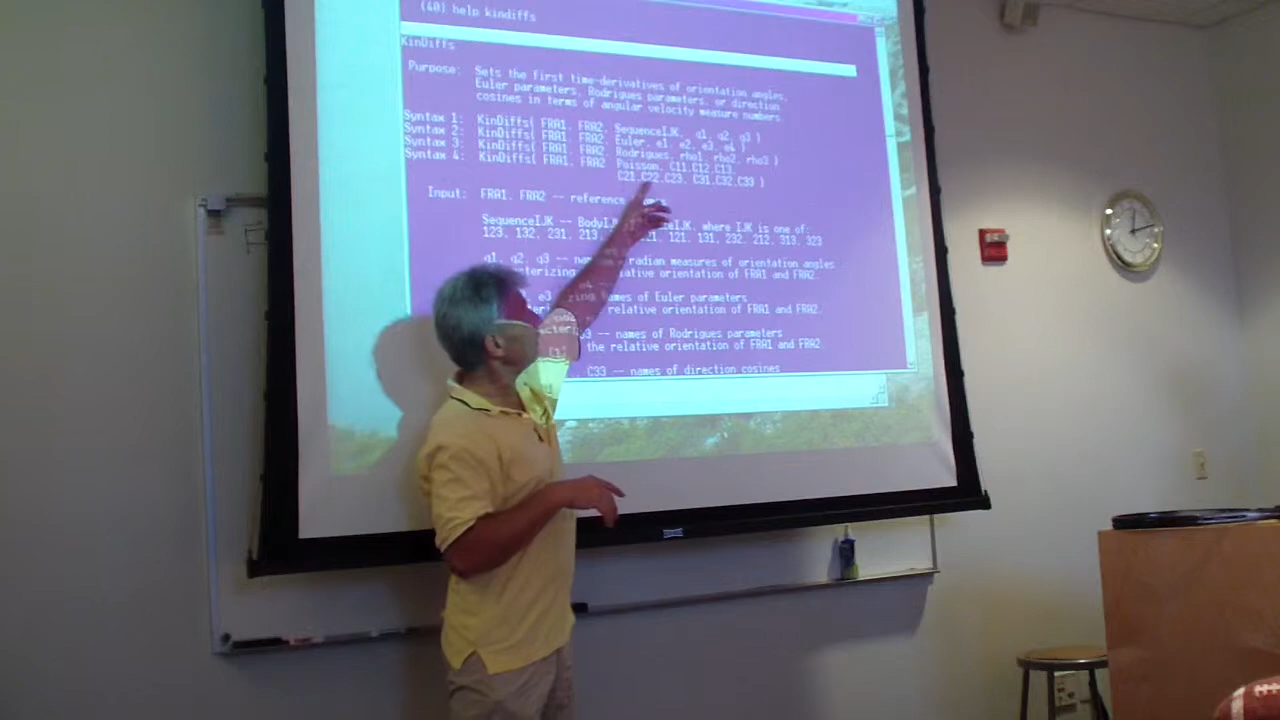 (40) help kindiffs
KinDiffs
Purpose: Sets the first time-derivatives of orientation angles,
Euler parameters, Rodrigues parameters, or direction
cosines in terms of angular velocity measure numbers.
Syntax 1: KinDiffs( FRA1, FRA2, SequenceIJK, q1, q2, q3 )
Syntax 2: KinDiffs( FRA1, FRA2, Euler, e1, e2, e3, e4 )
Syntax 3: KinDiffs( FRA1, FRA2, Rodrigues, rho1, rho2, rho3 )
Syntax 4: KinDiffs( FRA1, FRA2 Poisson, C11,C12,C13,
C21,C22,C23, C31,C32,C33 )
Input: FRA1, FRA2 -- reference
SequenceIJK -- where IJK is one of:
123, 132, 231, 213, 121, 131, 232, 212, 313, 323
q1, q2, q3 -- radian measures of orientation angles
relative orientation of FRA1 and FRA2.
e3 names of Euler parameters
relative orientation of FRA1 and FRA2.
-- names of Rodrigues parameters
the relative orientation of FRA1 and FRA2.
C33 -- names of direction cosines